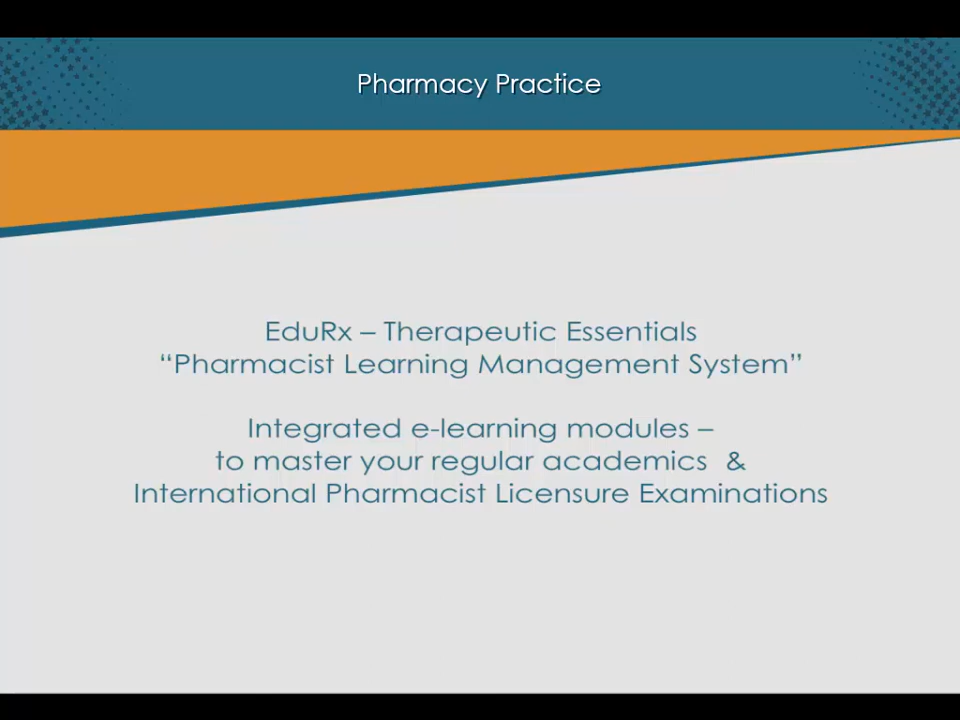 Pharmacy Practice
EduRx – Therapeutic Essentials
“Pharmacist Learning Management System”
Integrated e-learning modules –
to master your regular academics &
International Pharmacist Licensure Examinations